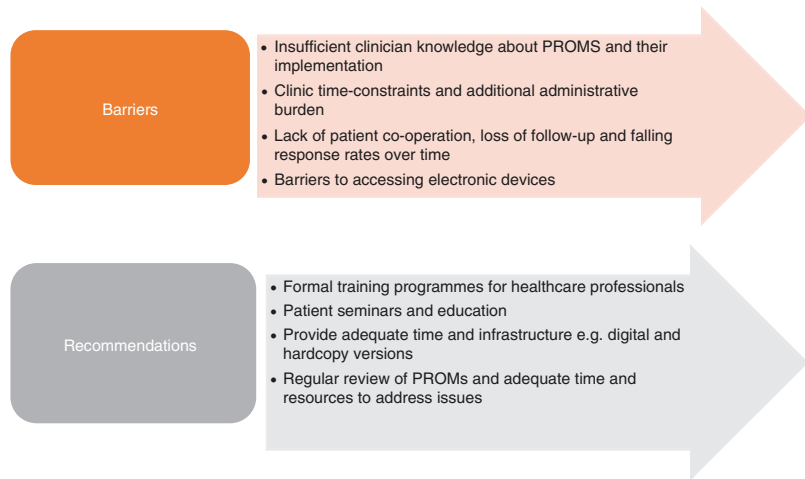 Barriers
• Insufficient clinician knowledge about PROMS and their
implementation
• Clinic time-constraints and additional administrative
burden
• Lack of patient co-operation, loss of follow-up and falling
response rates over time
• Barriers to accessing electronic devices
Recommendations
• Formal training programmes for healthcare professionals
• Patient seminars and education
• Provide adequate time and infrastructure e.g. digital and
hardcopy versions
• Regular review of PROMs and adequate time and
resources to address issues